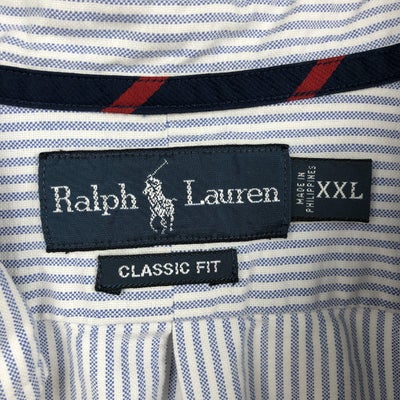 Ralph Lauren
MADE IN
PHILIPPINES
XXL
CLASSIC FIT